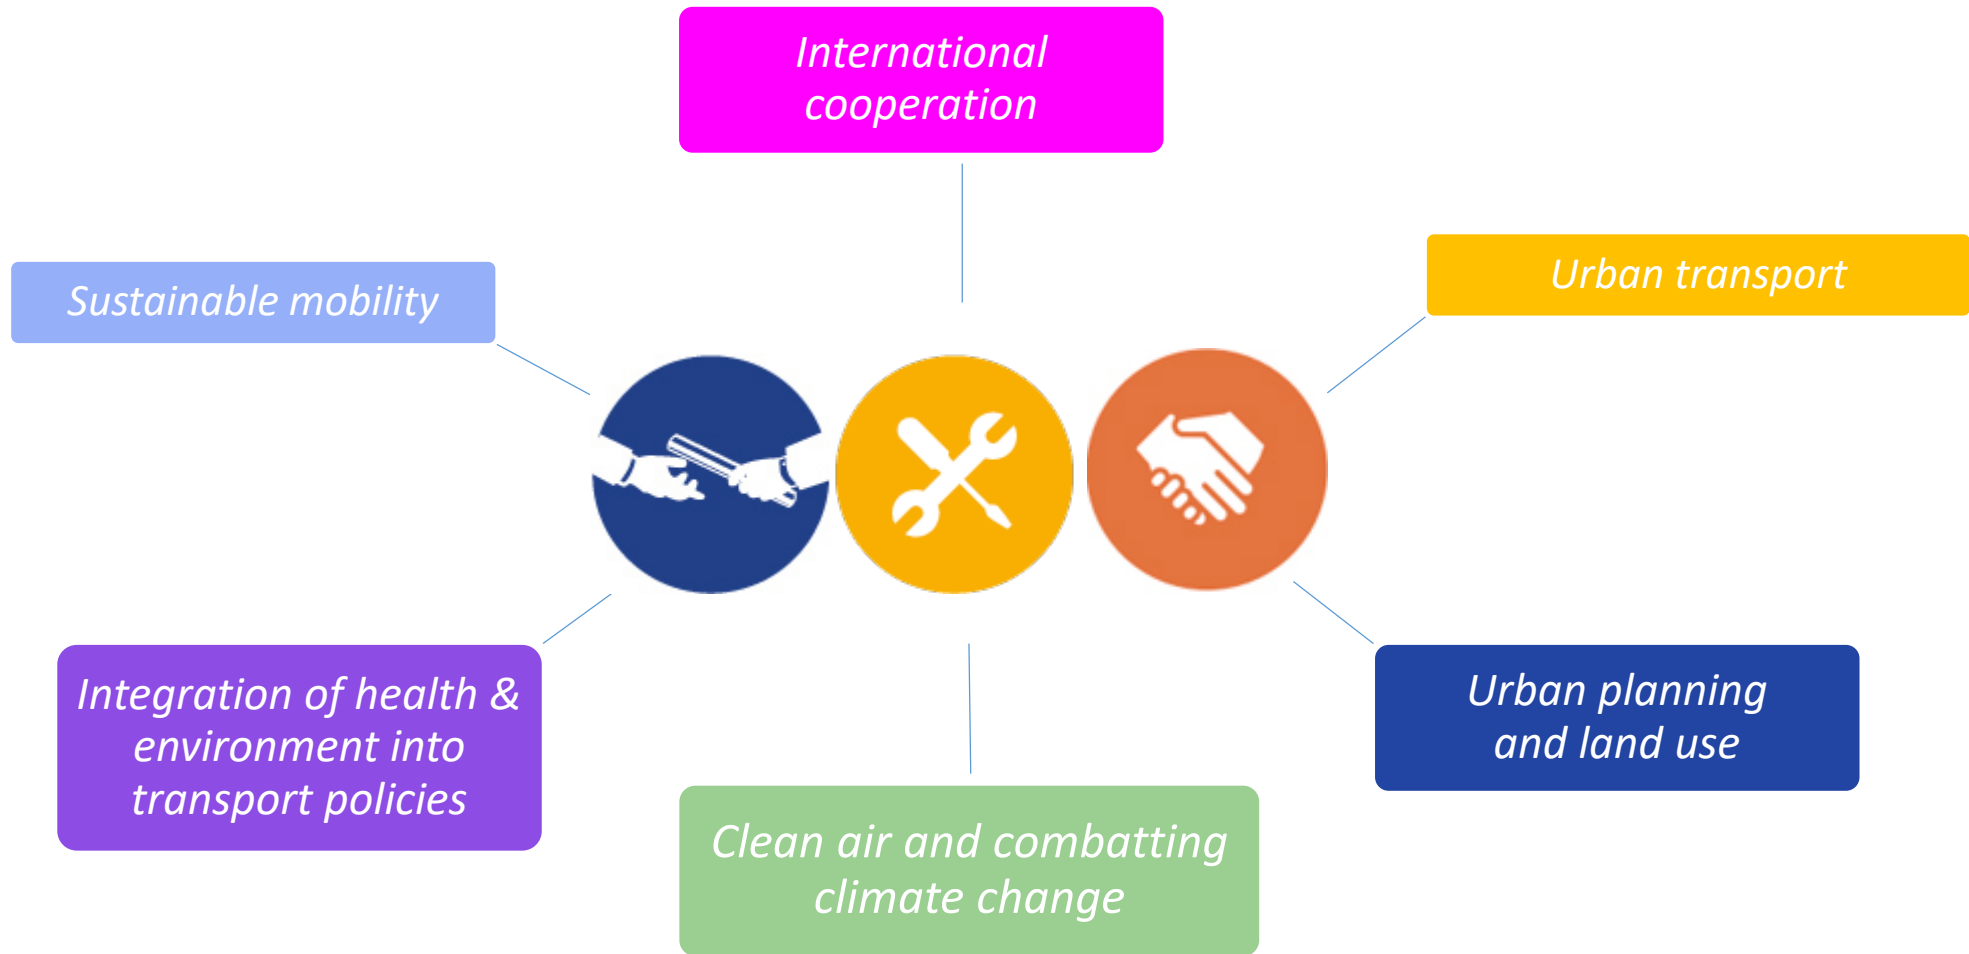 International
cooperation
Sustainable mobility
Urban transport
Integration of health &
environment into
transport policies
Urban planning
and land use
Clean air and combatting
climate change